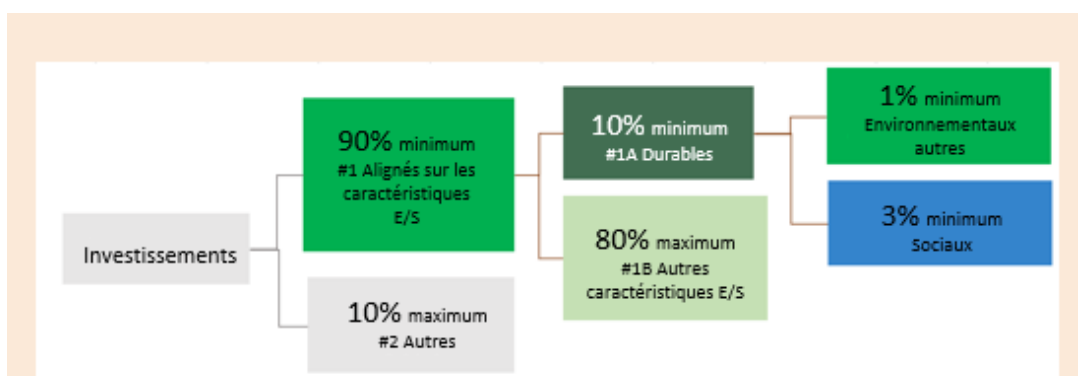 Investissements
90% minimum
#1 Alignés sur les
caractéristiques
E/S
10% maximum
#2 Autres
10% minimum
#1A Durables
80% maximum
#1B Autres
caractéristiques E/S
1% minimum
Environnementaux
autres
3% minimum
Sociaux